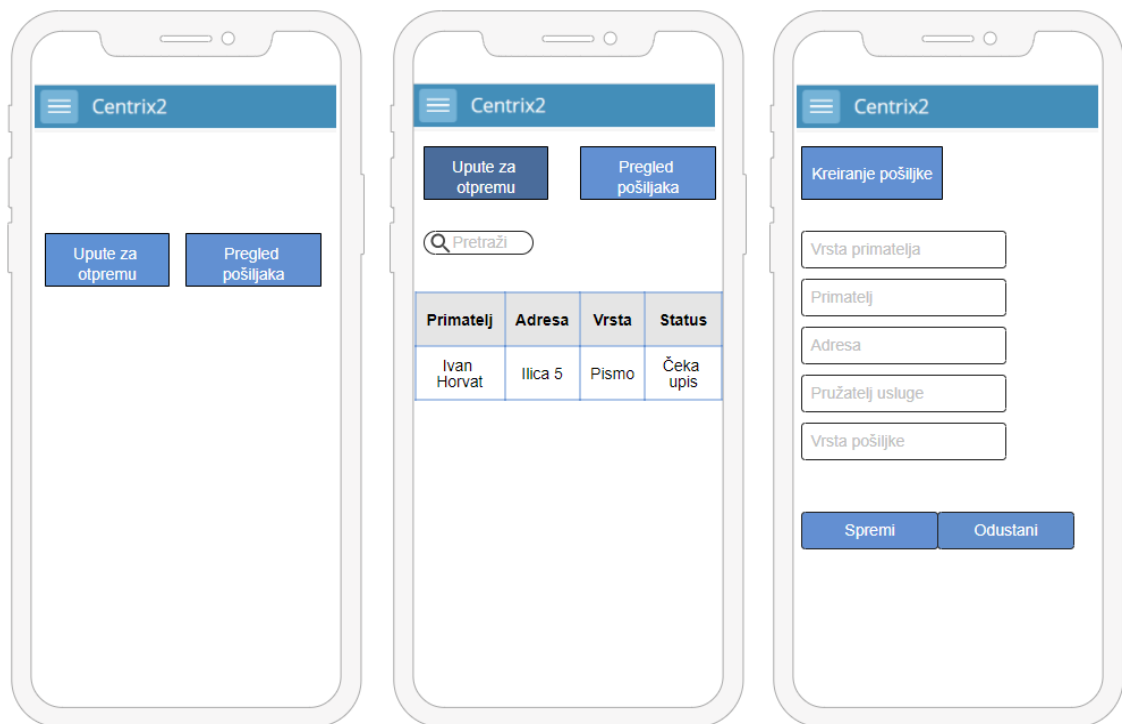 Centrix2
Upute za
otpremu
Pregled
pošiljaka
Centrix2
Upute za
otpremu
Pregled
pošiljaka
Pretraži
Primatelj Adresa Vrsta Status
Ivan
Horvat
Ilica 5 Pismo
Čeka
upis
Centrix2
Kreiranje pošiljke
Vrsta primatelja
Primatelj
Adresa
Pružatelj usluge
Vrsta pošiljke
Spremi Odustani